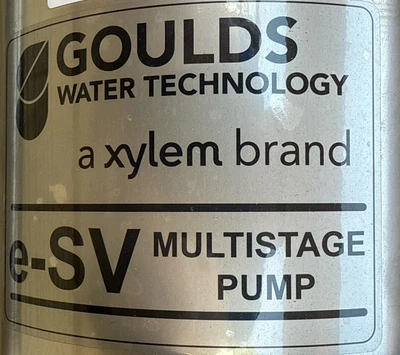 GOULDS
WATER TECHNOLOGY
a xylem brand
e-SV MULTISTAGE
PUMP